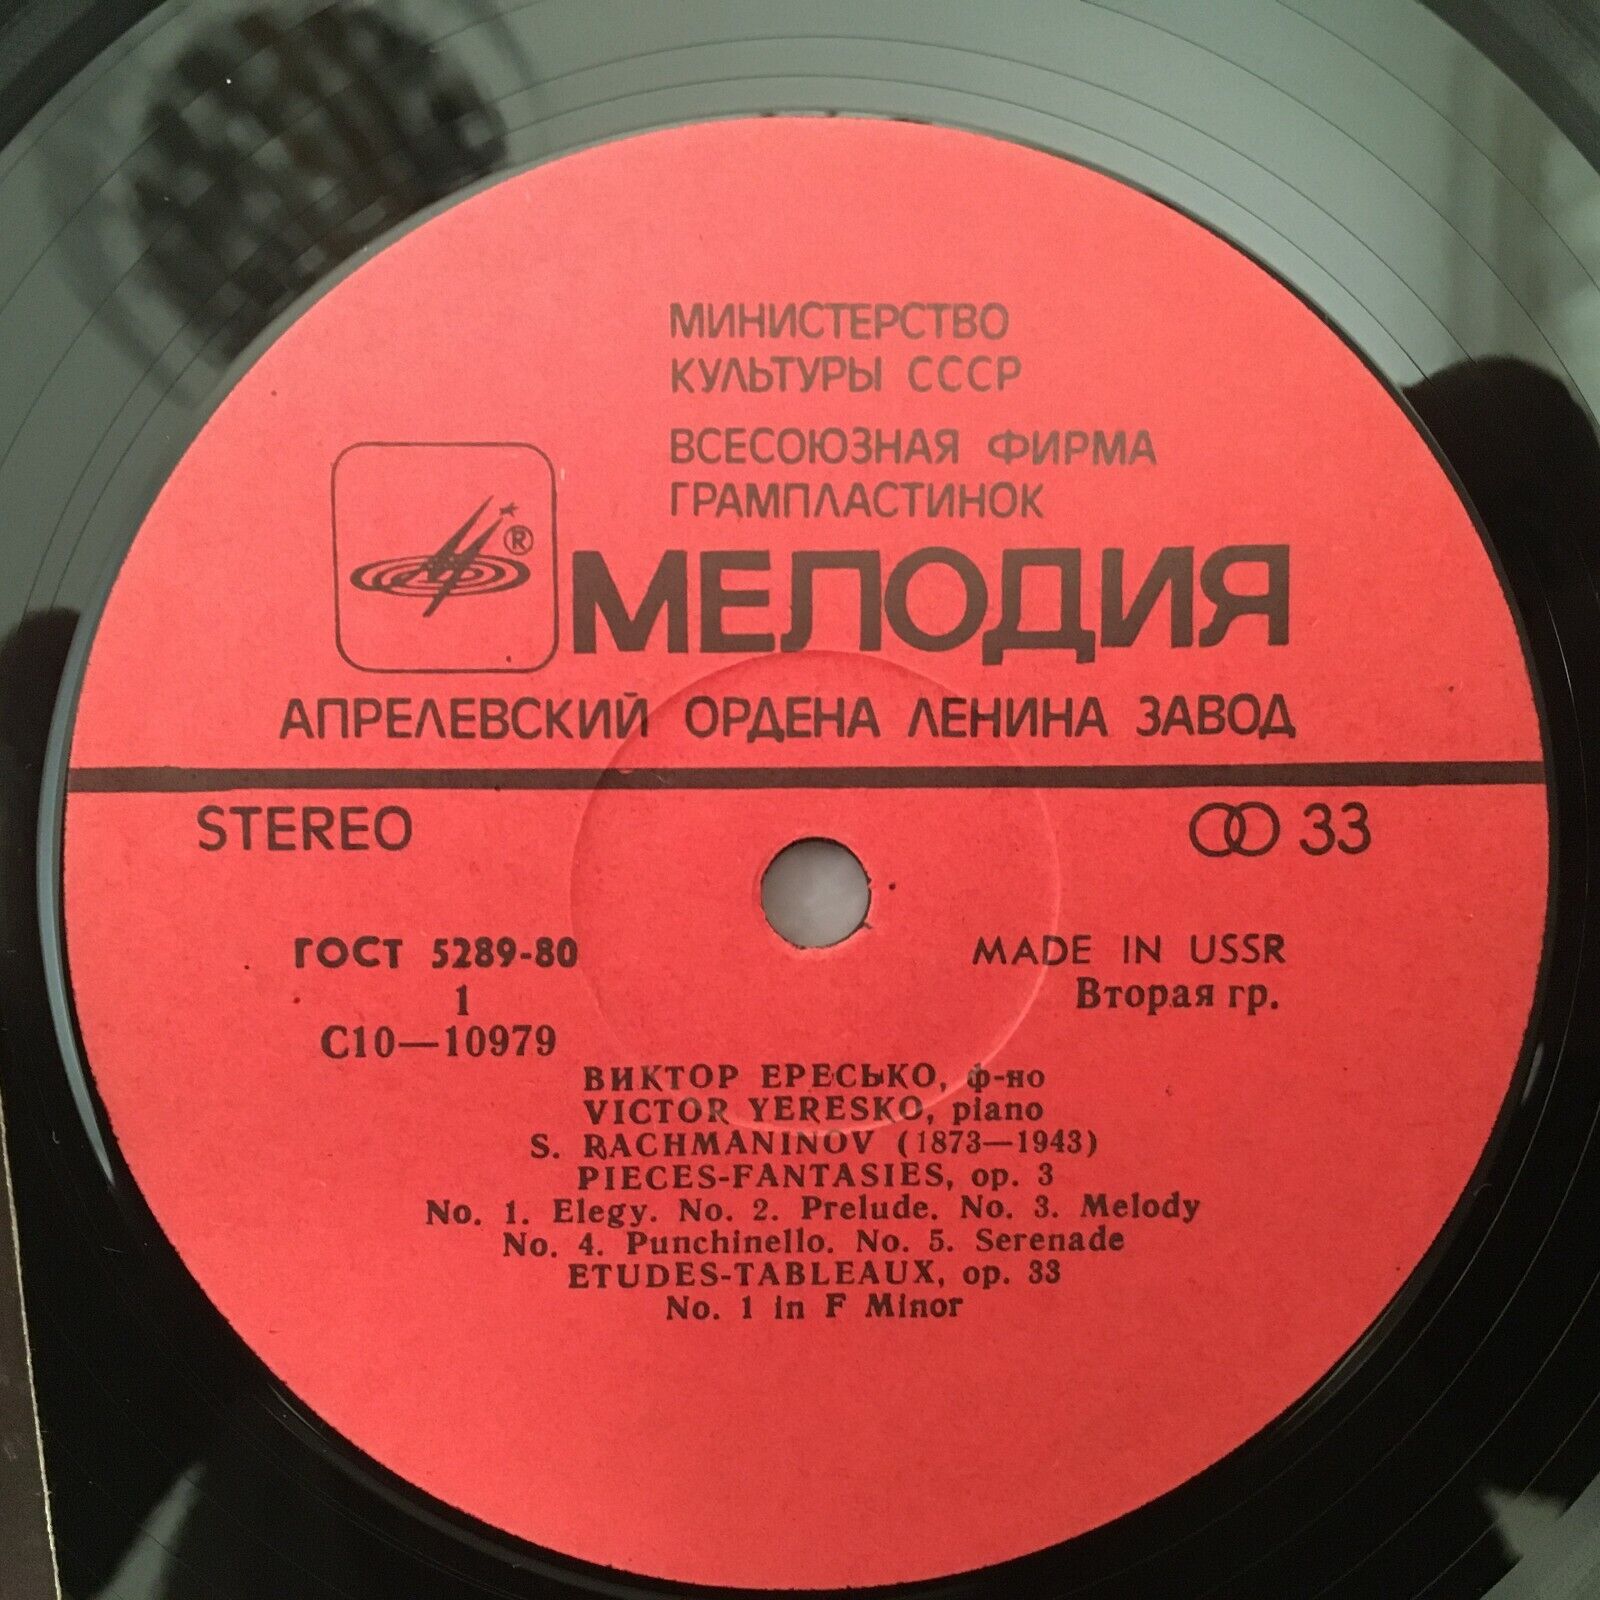 МИНИСТЕРСТВО
КУЛЬТУРЫ СССР
ВСЕСОЮЗНАЯ ФИРМА
ГРАМПЛАСТИНОК
® МЕЛОДИЯ
АПРЕЛЕВСКИЙ ОРДЕНА ЛЕНИНА ЗАВОД
STEREO 33
ГОСТ 5289-80 MADE IN USSR
1 Вторая гр.
С10—10979
ВИКТОР ЕРЕСЬКО, ф-но
VICTOR YERESKO, piano
S. RACHMANINOV (1873—1943)
PIECES-FANTASIES, op. 3
No. 1. Elegy. No. 2. Prelude. No. 3. Melody
No. 4. Punchinello. No. 5. Serenade
ETUDES-TABLEAUX, op. 33
No. 1 in F Minor